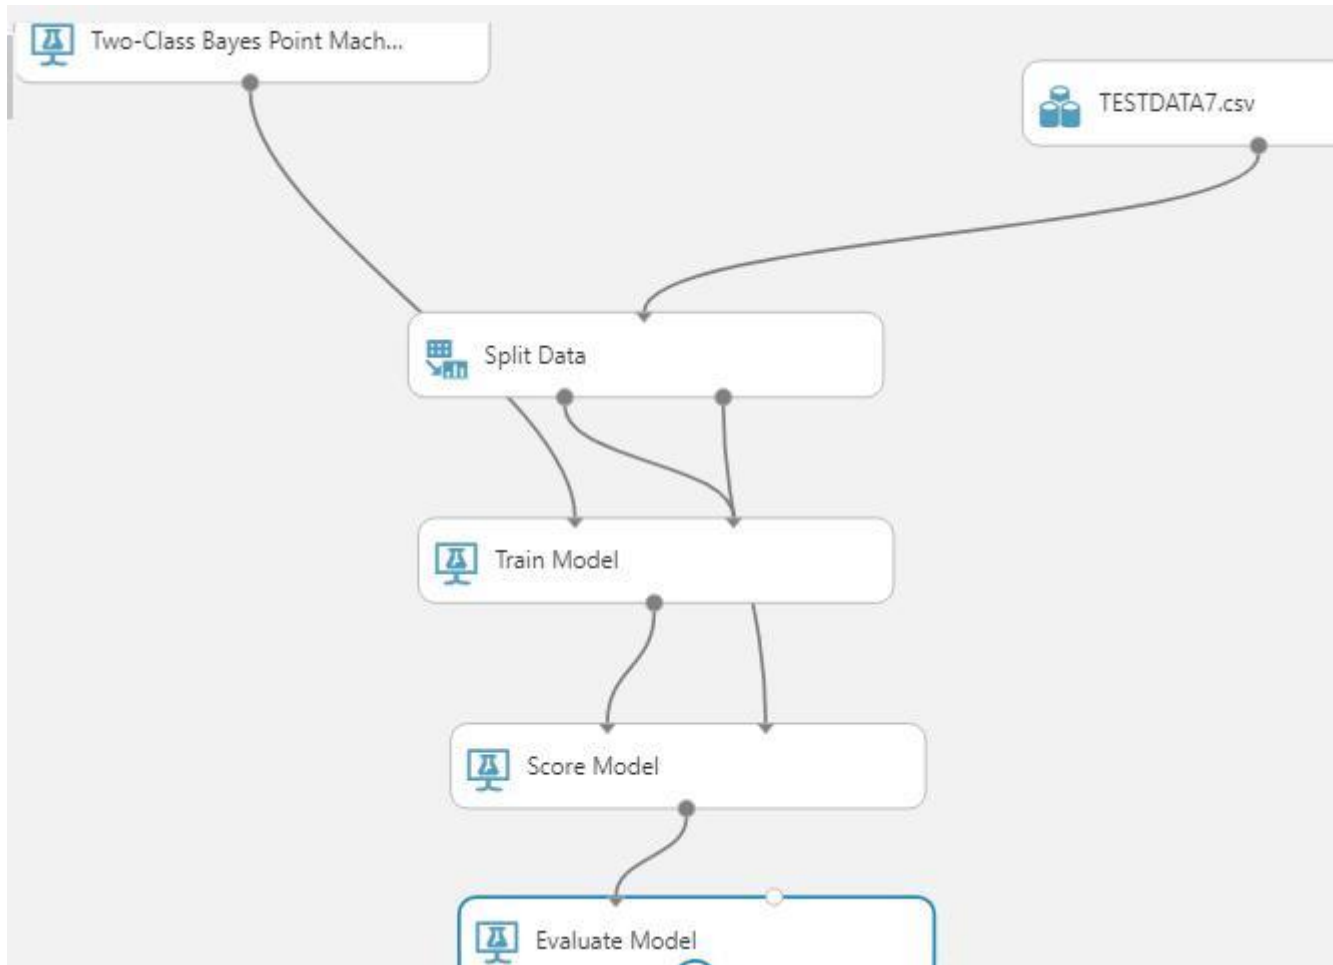 Two-Class Bayes Point Mach...
TESTDATA7.csv
Split Data
Train Model
Score Model
Evaluate Model